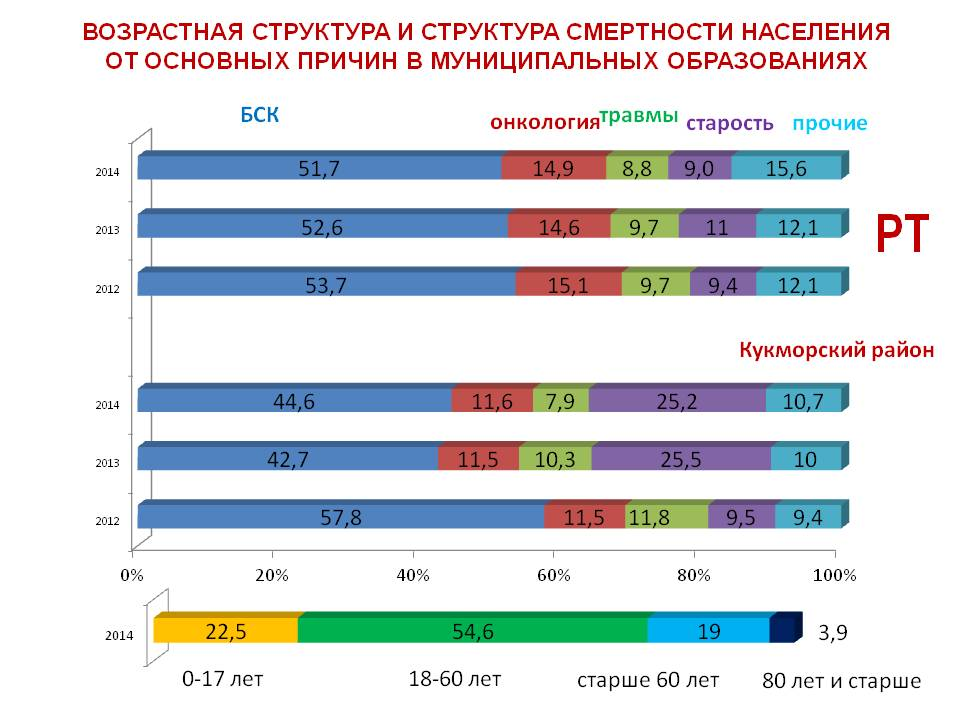 ВОЗРАСТНАЯ СТРУКТУРА И СТРУКТУРА СМЕРТНОСТИ НАСЕЛЕНИЯ
ОТ ОСНОВНЫХ ПРИЧИН В МУНИЦИПАЛЬНЫХ ОБРАЗОВАНИЯХ
БСК онкология травмы старость прочие
2014 51,7 14,9 8,8 9,0 15,6
2013 52,6 14,6 9,7 11 12,1
РТ
2012 53,7 15,1 9,7 9,4 12,1
Кукморский район
2014 44,6 11,6 7,9 25,2 10,7
2013 42,7 11,5 10,3 25,5 10
2012 57,8 11,5 11,8 9,5 9,4
0% 20% 40% 60% 80% 100%
2014 22,5 54,6 19 3,9
0-17 лет 18-60 лет старше 60 лет 80 лет и старше